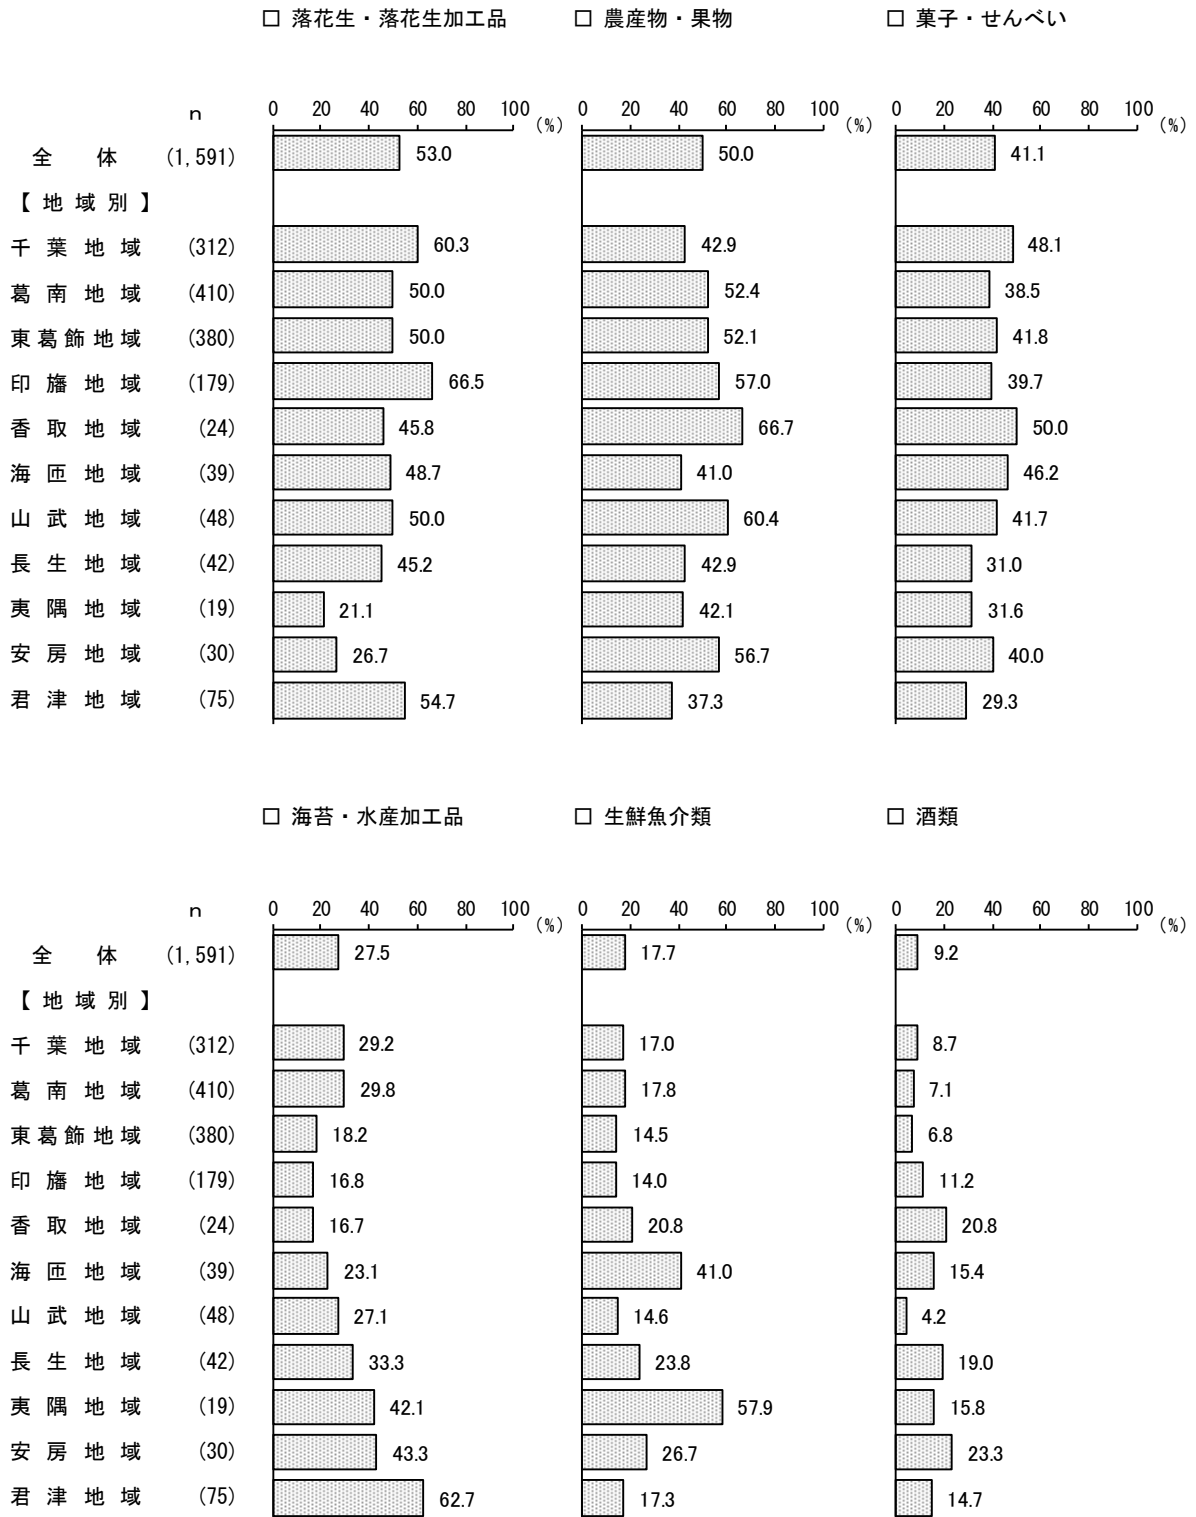 □ 落花生・落花生加工品 □ 農産物・果物 □ 菓子・せんべい
n 0 20 40 60 80 100 (%) 0 20 40 60 80 100 (%) 0 20 40 60 80 100 (%)
全体 (1,591) 53.0 50.0 41.1
【地域別】
千葉地域 (312) 60.3 42.9 48.1
葛南地域 (410) 50.0 52.4 38.5
東葛飾地域 (380) 50.0 52.1 41.8
印旛地域 (179) 66.5 57.0 39.7
香取地域 (24) 45.8 66.7 50.0
海匝地域 (39) 48.7 41.0 46.2
山武地域 (48) 50.0 60.4 41.7
長生地域 (42) 45.2 42.9 31.0
夷隅地域 (19) 21.1 42.1 31.6
安房地域 (30) 26.7 56.7 40.0
君津地域 (75) 54.7 37.3 29.3
□ 海苔・水産加工品 □ 生鮮魚介類 □ 酒類
n 0 20 40 60 80 100 (%) 0 20 40 60 80 100 (%) 0 20 40 60 80 100 (%)
全体 (1,591) 27.5 17.7 9.2
【地域別】
千葉地域 (312) 29.2 17.0 8.7
葛南地域 (410) 29.8 17.8 7.1
東葛飾地域 (380) 18.2 14.5 6.8
印旛地域 (179) 16.8 14.0 11.2
香取地域 (24) 16.7 20.8 20.8
海匝地域 (39) 23.1 41.0 15.4
山武地域 (48) 27.1 14.6 4.2
長生地域 (42) 33.3 23.8 19.0
夷隅地域 (19) 42.1 57.9 15.8
安房地域 (30) 43.3 26.7 23.3
君津地域 (75) 62.7 17.3 14.7